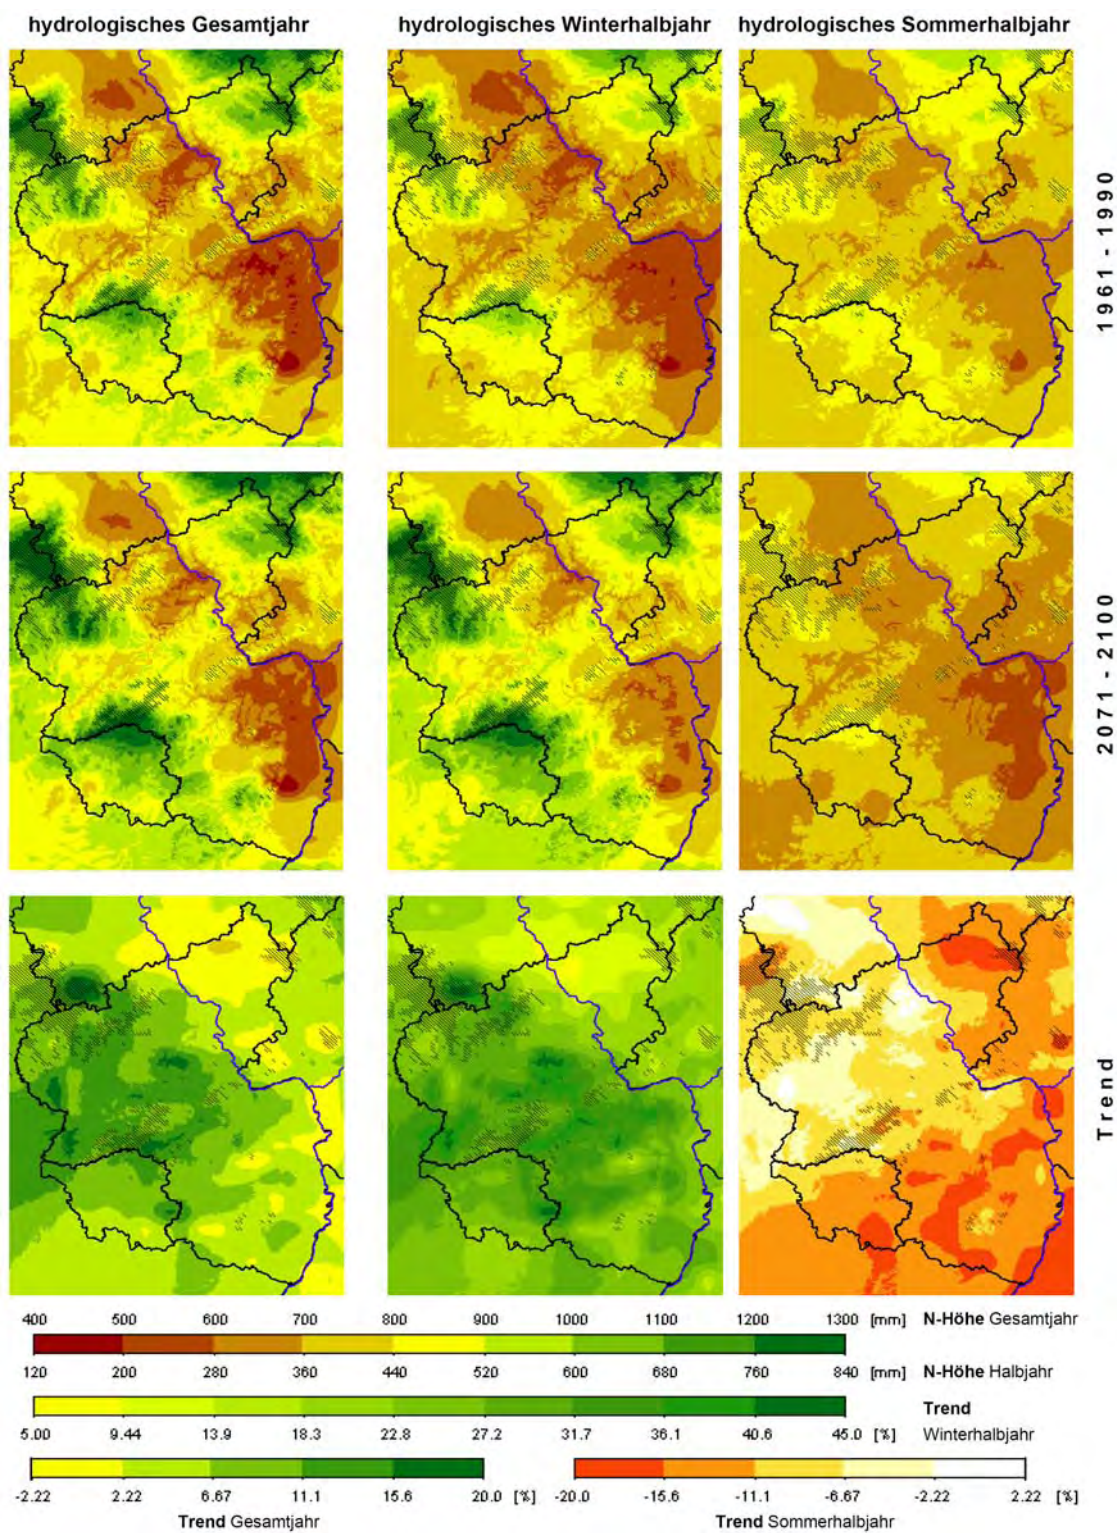 hydrologisches Gesamtjahr hydrologisches Winterhalbjahr hydrologisches Sommerhalbjahr
1961 - 1990
2071 - 2100
Trend
400 500 600 700 800 900 1000 1100 1200 1300 [mm] N-Höhe Gesamtjahr
120 200 280 360 440 520 600 680 760 840 [mm] N-Höhe Halbjahr
Trend
5.00 9.44 13.9 18.3 22.8 27.2 31.7 36.1 40.6 45.0 [%] Winterhalbjahr
-2.22 2.22 6.67 11.1 15.6 20.0 [%] -20.0 -15.6 -11.1 -6.67 -2.22 2.22 [%]
Trend Gesamtjahr Trend Sommerhalbjahr